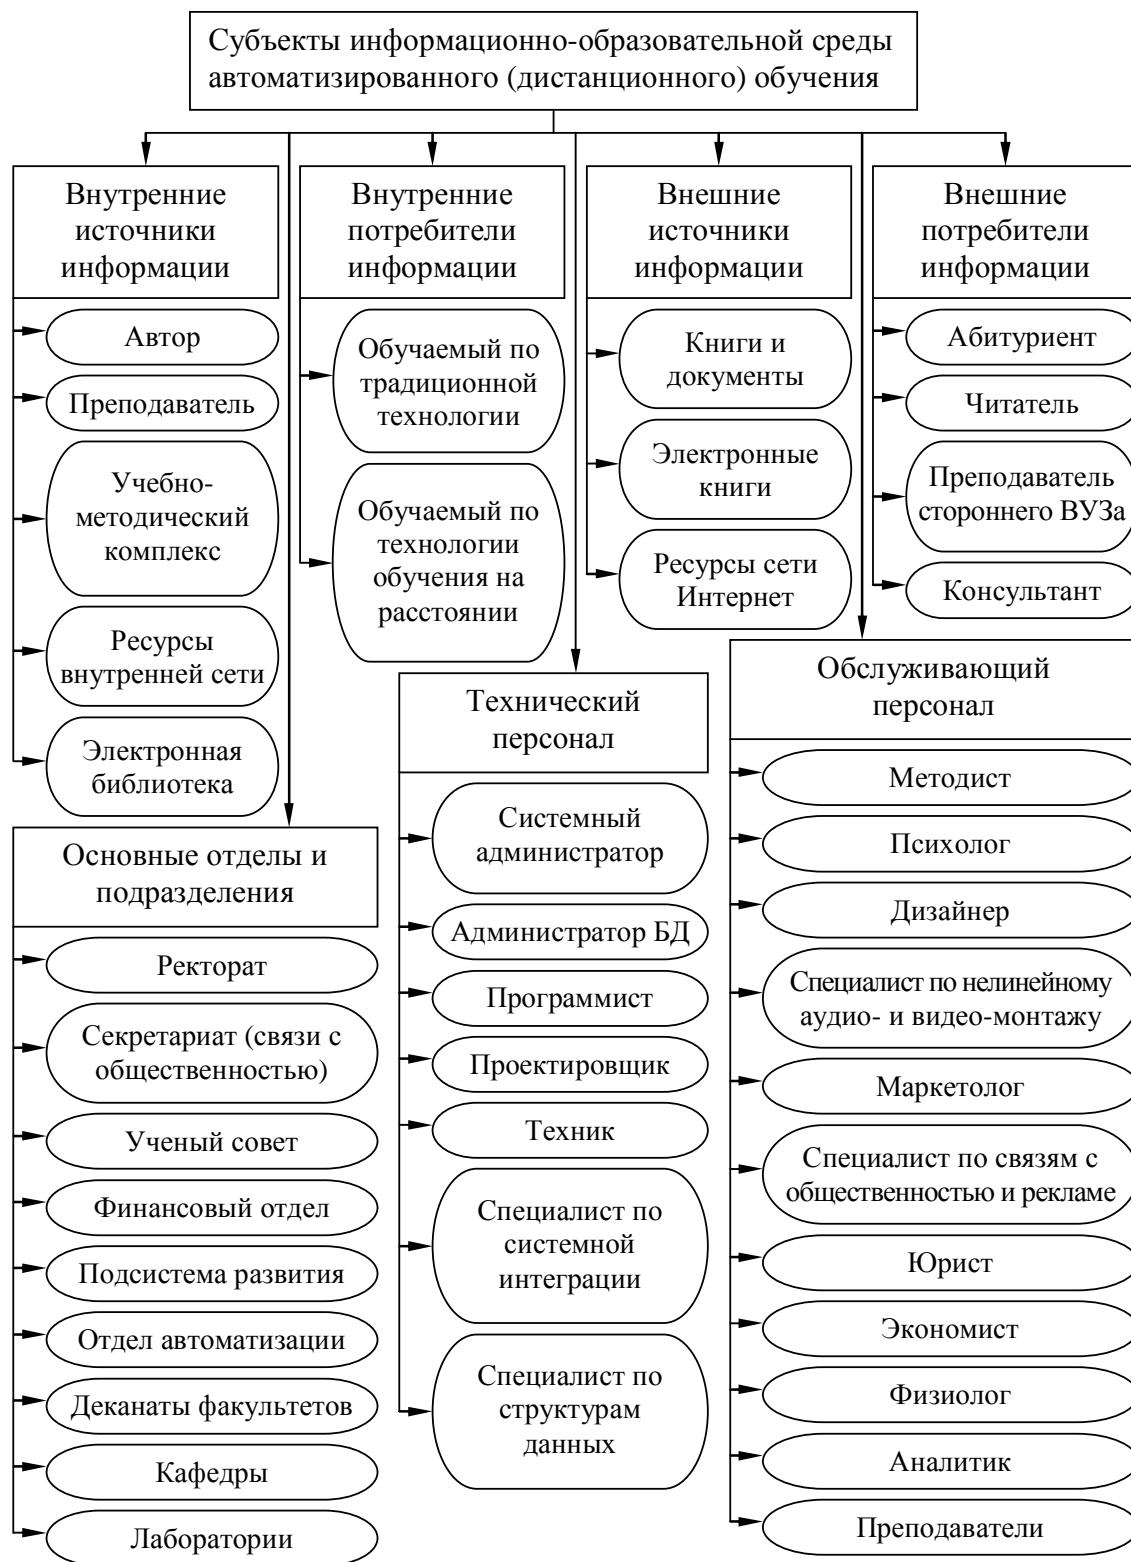 Субъекты информационно-образовательной среды
автоматизированного (дистанционного) обучения
Внутренние
источники
информации
Автор
Преподаватель
Учебно-
методический
комплекс
Ресурсы
внутренней сети
Электронная
библиотека
Внутренние
потребители
информации
Обучаемый по
традиционной
технологии
Обучаемый по
технологии
обучения на
расстоянии
Внешние
источники
информации
Книги и
документы
Электронные
книги
Ресурсы сети
Интернет
Внешние
потребители
информации
Абитуриент
Читатель
Преподаватель
стороннего ВУЗа
Консультант
Основные отделы и
подразделения
Ректорат
Секретариат (связи с
общественностью)
Ученый совет
Финансовый отдел
Подсистема развития
Отдел автоматизации
Деканаты факультетов
Кафедры
Лаборатории
Технический
персонал
Системный
администратор
Администратор БД
Программист
Проектировщик
Техник
Специалист по
системной
интеграции
Специалист по
структурам
данных
Обслуживающий
персонал
Методист
Психолог
Дизайнер
Специалист по нелинейному
аудио- и видео-монтажу
Маркетолог
Специалист по связям с
общественностью и рекламе
Юрист
Экономист
Физиолог
Аналитик
Преподаватели